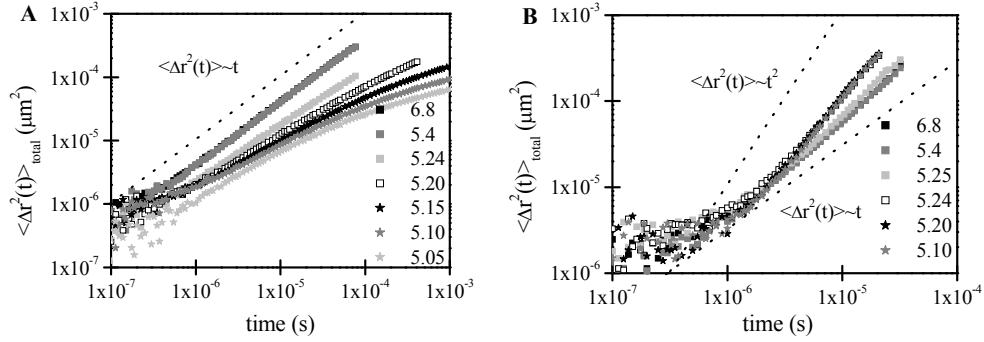 A
B
<Δr²(t)>~t
<Δr²(t)>~t²
<Δr²(t)>~t
<Δr²(t)>total (μm²)
<Δr²(t)>total (μm²)
1x10⁻³
1x10⁻⁴
1x10⁻⁵
1x10⁻⁶
1x10⁻⁷
1x10⁻³
1x10⁻⁴
1x10⁻⁵
1x10⁻⁶
6.8
5.4
5.24
5.20
5.15
5.10
5.05
6.8
5.4
5.25
5.24
5.20
5.10
1x10⁻⁷ 1x10⁻⁶ 1x10⁻⁵ 1x10⁻⁴ 1x10⁻³
1x10⁻⁷ 1x10⁻⁶ 1x10⁻⁵ 1x10⁻⁴
time (s)
time (s)